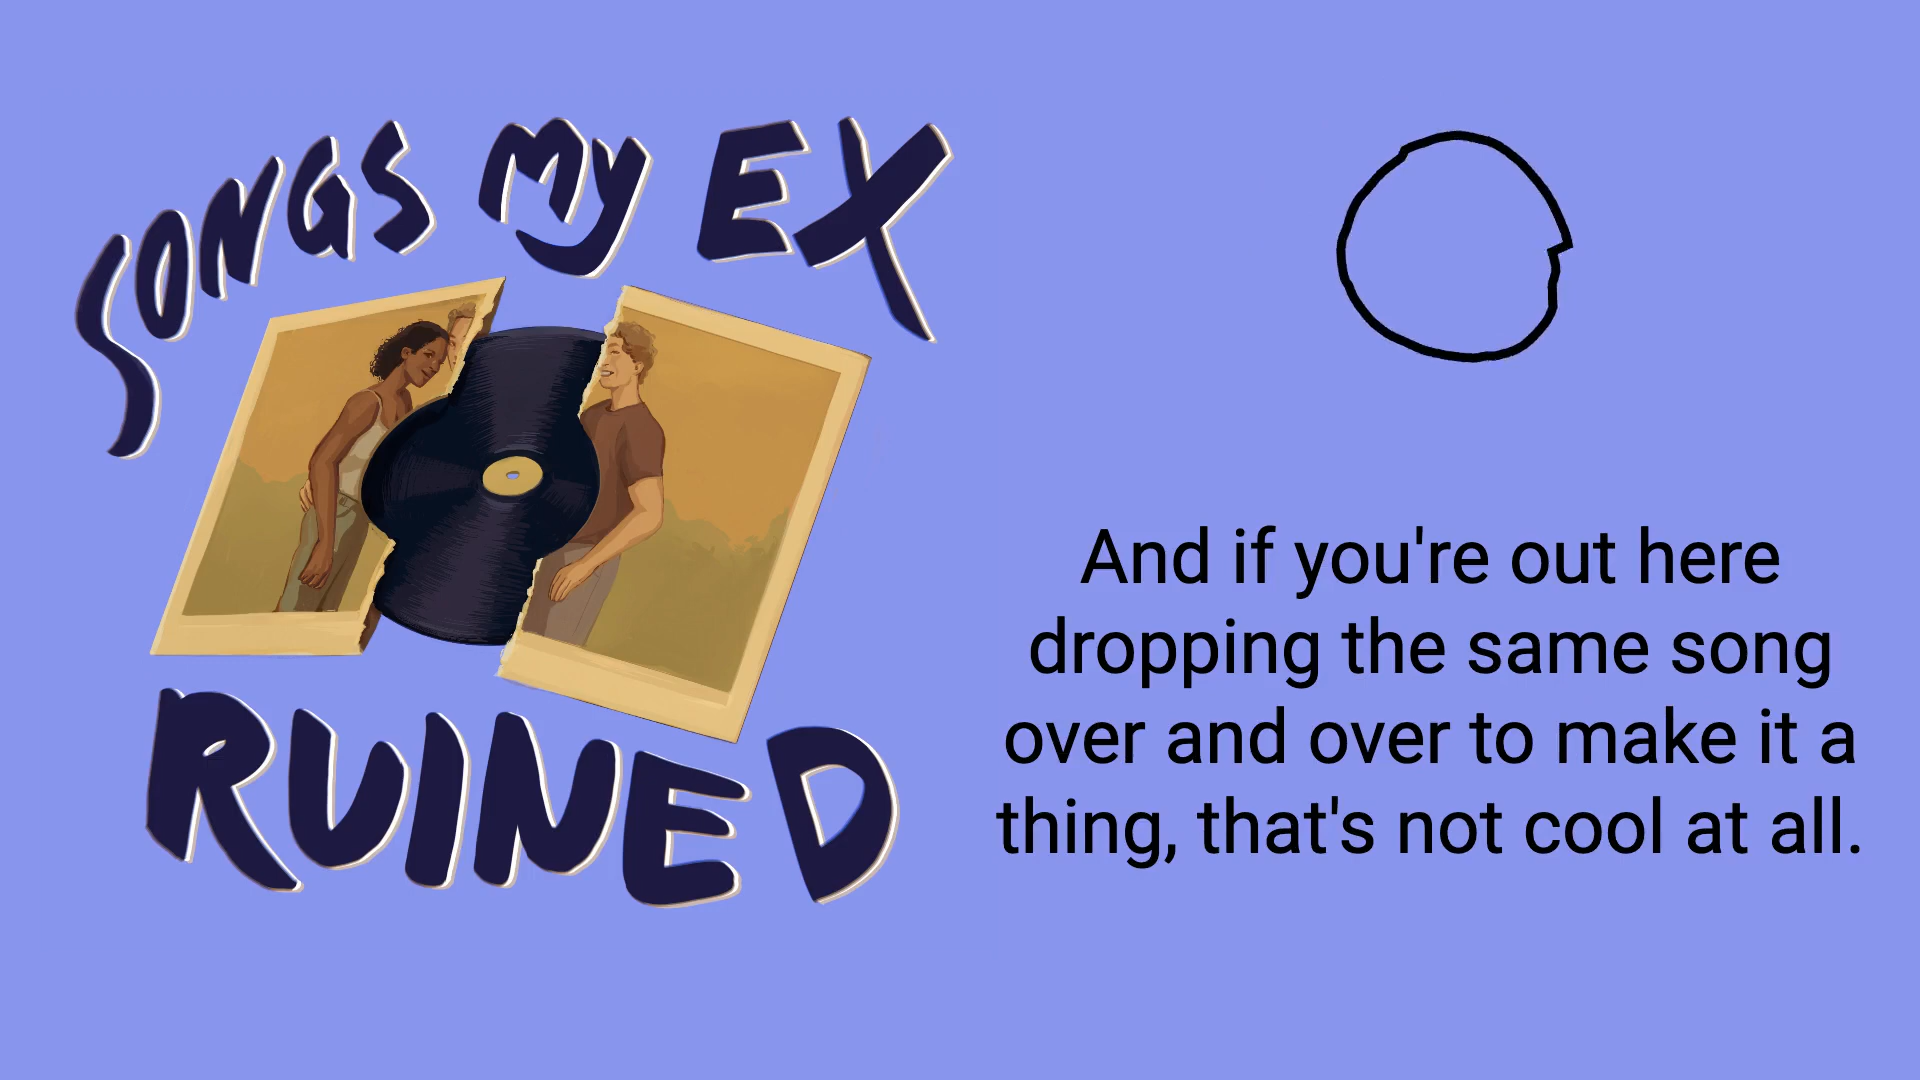 SONGS My EX
RUINED
And if you're out here
dropping the same song
over and over to make it a
thing, that's not cool at all.